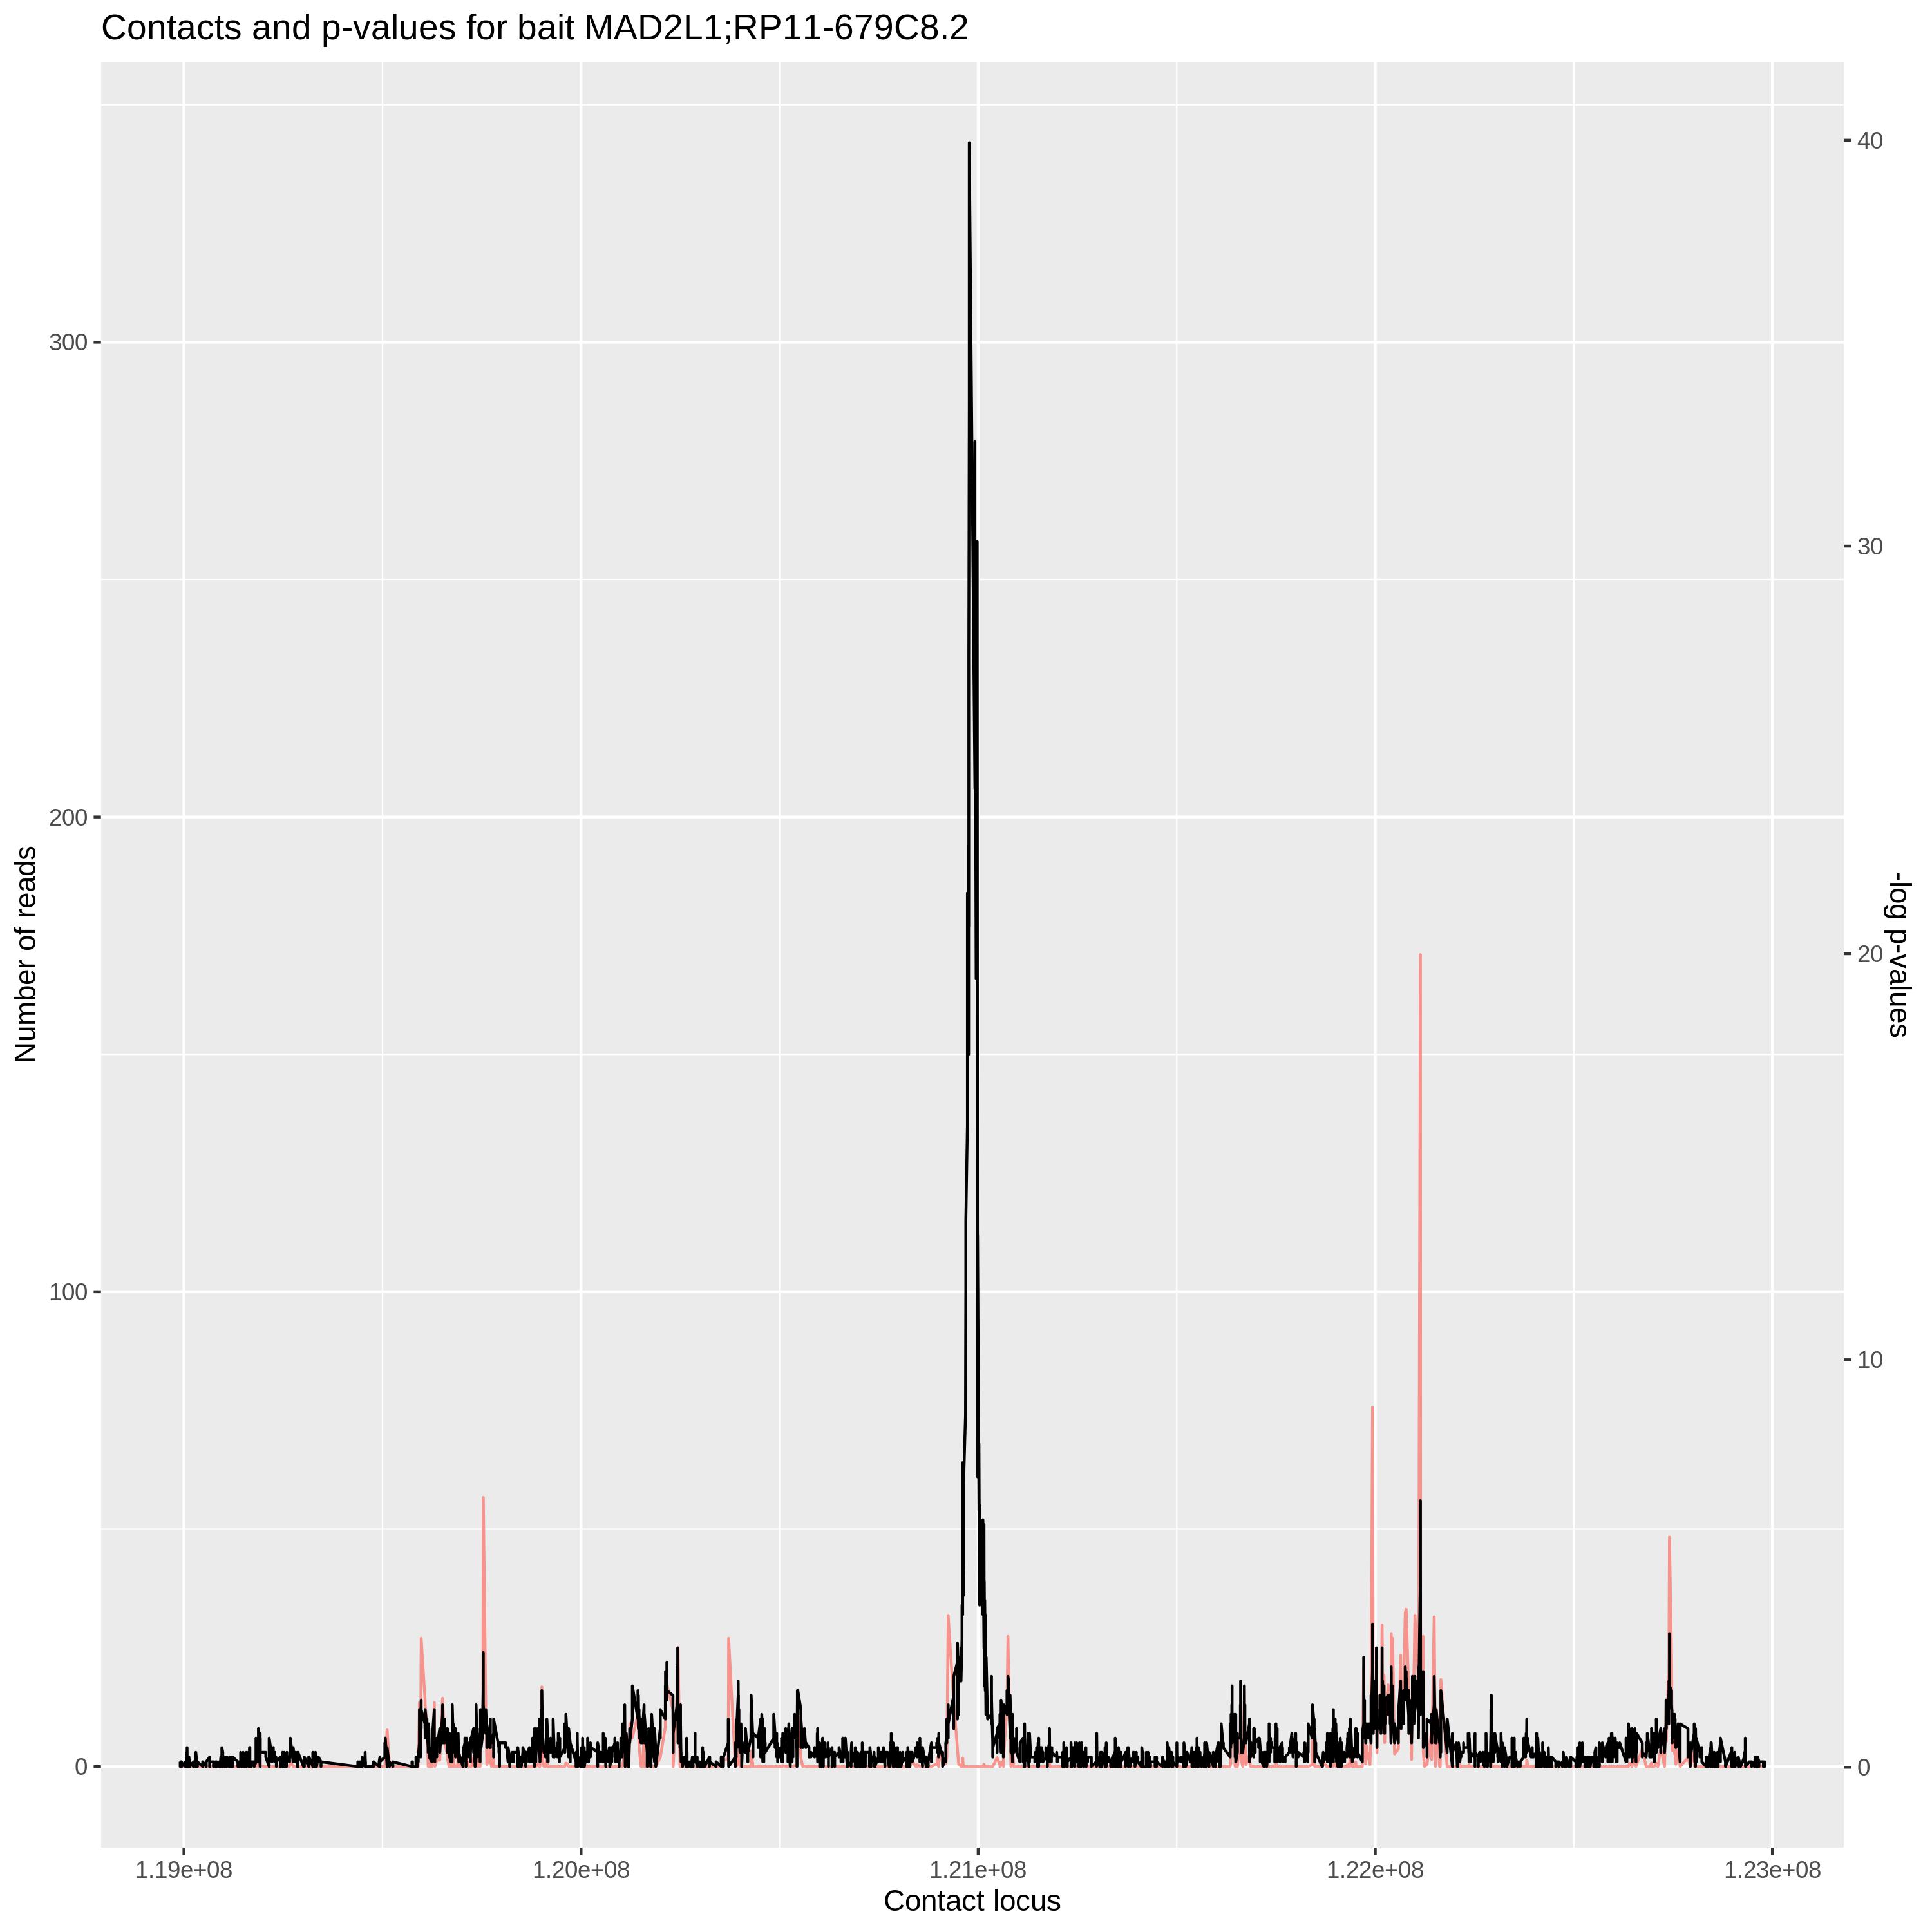 Contacts and p-values for bait MAD2L1;RP11-679C8.2
Number of reads
300
200
100
0
40
30
20
10
0
-log p-values
1.19e+08
1.20e+08
1.21e+08
1.22e+08
1.23e+08
Contact locus